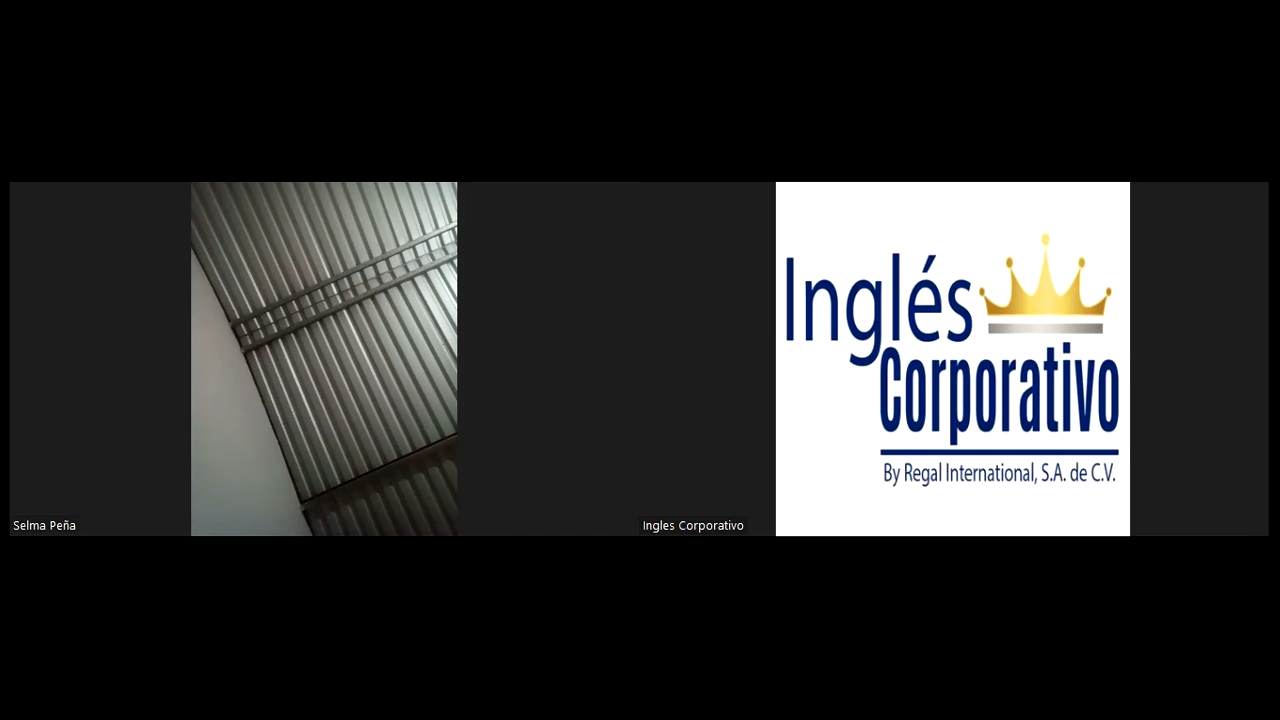 Inglés
Corporativo
By Regal International, S.A. de C.V.
Selma Peña
Ingles Corporativo